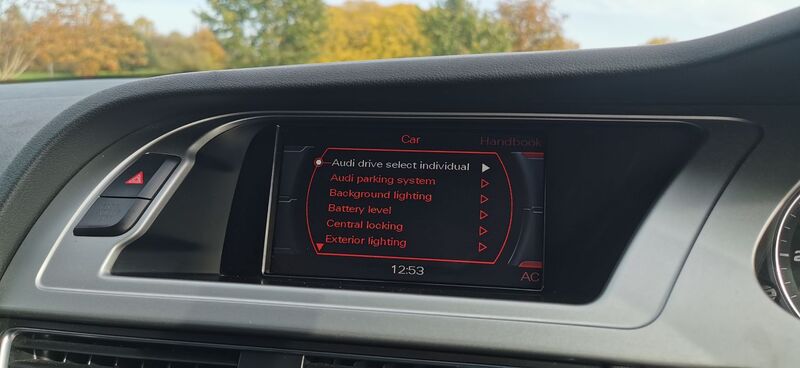 Car
Handbook
Audi drive select individual
Audi parking system
Background lighting
Battery level
Central locking
Exterior lighting
12:53
AC